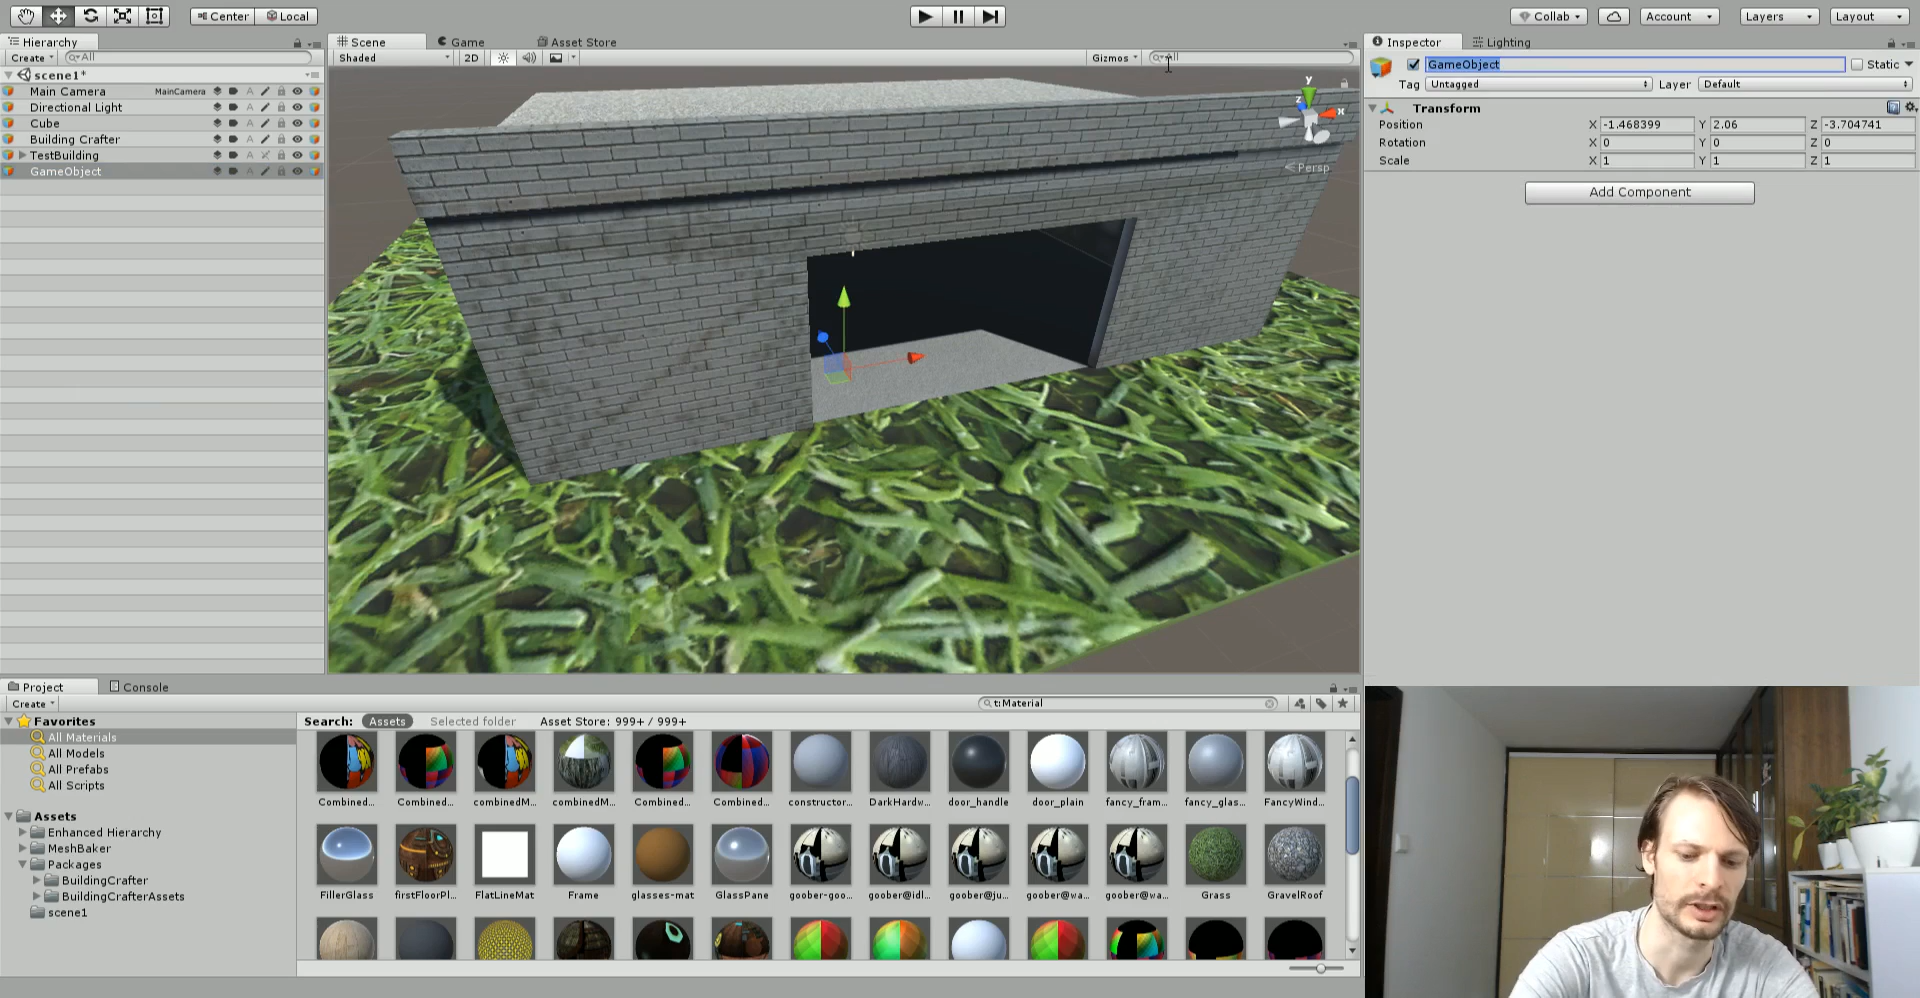 Center Local Collab Account Layers Layout
Hierarchy Scene Game Asset Store Inspector Lighting
Create All Shaded 2D Gizmos All
GameObject Static
scene1*
Tag Untagged Layer Default
Main Camera MainCamera
Directional Light
Transform
Cube
Position X -1.468399 Y 2.06 Z -3.704741
Building Crafter
Rotation X 0 Y 0 Z 0
TestBuilding
Scale X 1 Y 1 Z 1
GameObject
y
z
x
Persp
Add Component
Project Console
Create t:Material
Favorites
Search: Assets Selected folder Asset Store: 999+ / 999+
All Materials
All Models
All Prefabs
All Scripts
Assets
Enhanced Hierarchy
MeshBaker
Packages
BuildingCrafter
BuildingCrafterAssets
scene1
Combined... Combined... combinedM... combinedM... Combined... Combined... constructor... DarkHardw... door_handle door_plain fancy_fram... fancy_glas... FancyWind...
FillerGlass firstFloorPl... FlatLineMat Frame glasses-mat GlassPane goober-goo... goober@idl... goober@ju... goober@wa... goober@wa... Grass GravelRoof